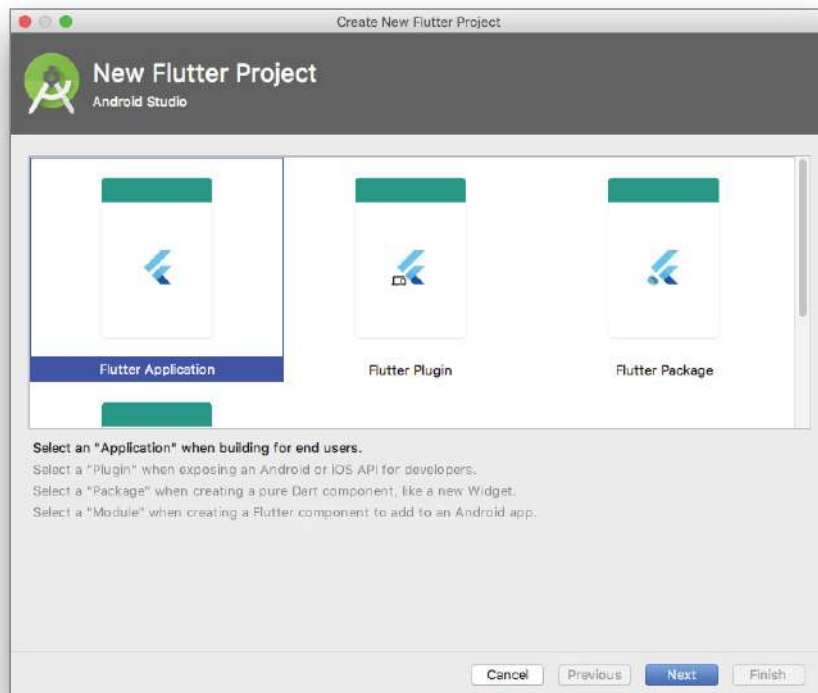 Create New Flutter Project
New Flutter Project
Android Studio
Flutter Application
Flutter Plugin
Flutter Package
Select an "Application" when building for end users.
Select a "Plugin" when exposing an Android or iOS API for developers.
Select a "Package" when creating a pure Dart component, like a new Widget.
Select a "Module" when creating a Flutter component to add to an Android app.
Cancel
Previous
Next
Finish